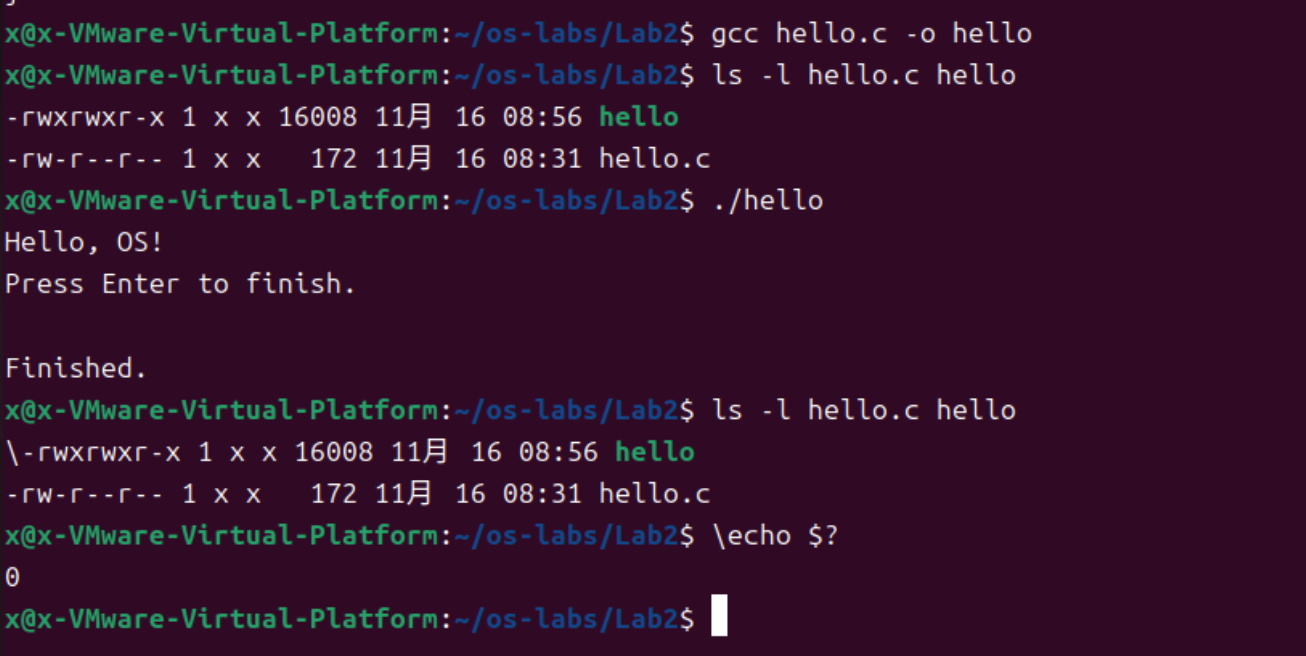 x@x-VMware-Virtual-Platform:~/os-labs/Lab2$ gcc hello.c -o hello
x@x-VMware-Virtual-Platform:~/os-labs/Lab2$ ls -l hello.c hello
-rwxrwxr-x 1 x x 16008 11月 16 08:56 hello
-rw-r--r-- 1 x x   172 11月 16 08:31 hello.c
x@x-VMware-Virtual-Platform:~/os-labs/Lab2$ ./hello
Hello, OS!
Press Enter to finish.

Finished.
x@x-VMware-Virtual-Platform:~/os-labs/Lab2$ ls -l hello.c hello
\-rwxrwxr-x 1 x x 16008 11月 16 08:56 hello
-rw-r--r-- 1 x x   172 11月 16 08:31 hello.c
x@x-VMware-Virtual-Platform:~/os-labs/Lab2$ \echo $?
0
x@x-VMware-Virtual-Platform:~/os-labs/Lab2$